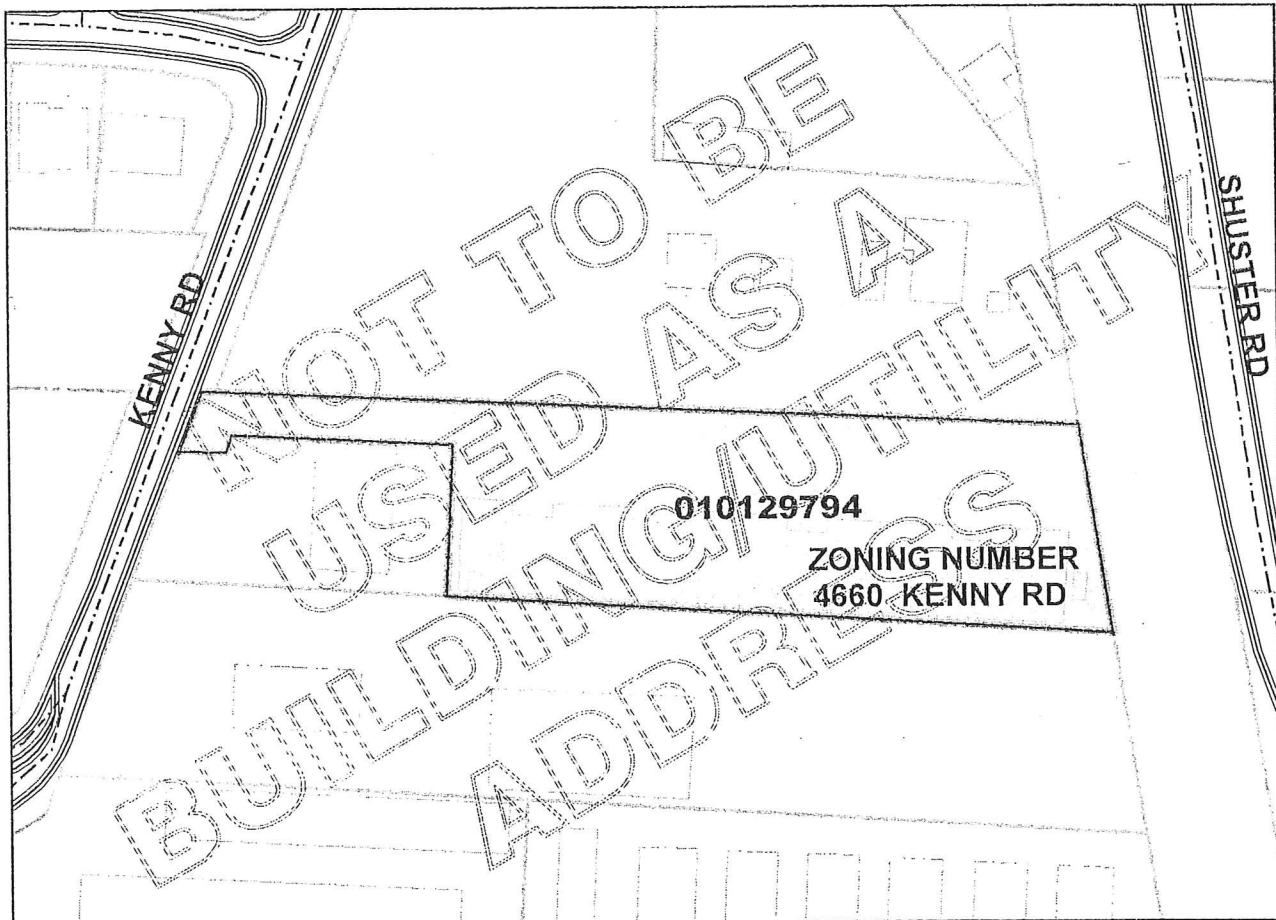 KENNY RD
SHUSTER RD
NOT TO BE
USED AS A
BUILDING/UTILITY
ADDRESS
010129794
ZONING NUMBER
4660 KENNY RD